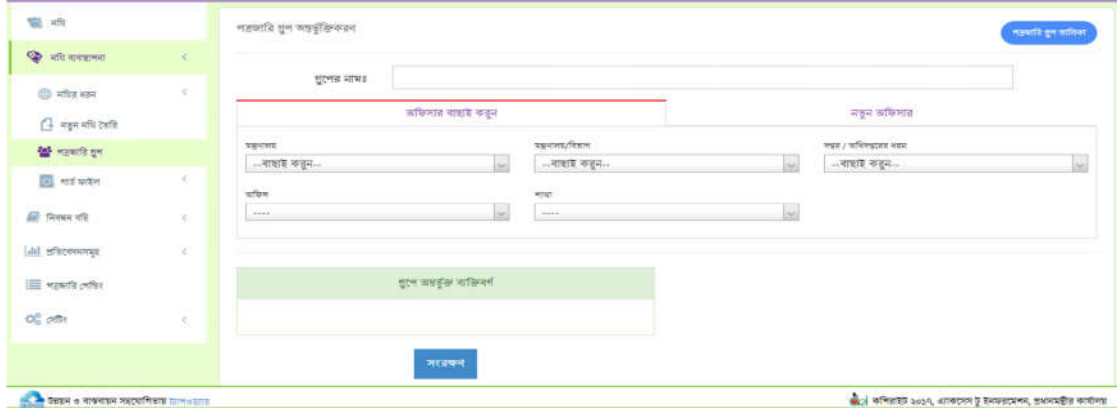 নথি
নথি ব্যবস্থাপনা
নথির ধরন
নতুন নথি তৈরি
পত্রজারি গ্রুপ
গার্ড ফাইল
নিবন্ধন বহি
প্রতিবেদনসমূহ
পত্রজারি পেন্ডিং
সেটিং
পত্রজারি গ্রুপ অন্তর্ভুক্তিকরণ
পত্রজারি গ্রুপ তালিকা
গ্রুপের নামঃ
অফিসার বাছাই করুন
নতুন অফিসার
মন্ত্রণালয়
মন্ত্রণালয়/বিভাগ
দপ্তর / অধিদপ্তরের ধরন
--বাছাই করুন--
--বাছাই করুন--
--বাছাই করুন--
অফিস
শাখা
----
----
গ্রুপে অন্তর্ভুক্ত ব্যক্তিবর্গ
সংরক্ষণ
উন্নয়ন ও বাস্তবায়ন সহযোগিতায় ট্যাপওয়্যার
কপিরাইট ২০১৭, এ্যাকসেস টু ইনফরমেশন, প্রধানমন্ত্রীর কার্যালয়